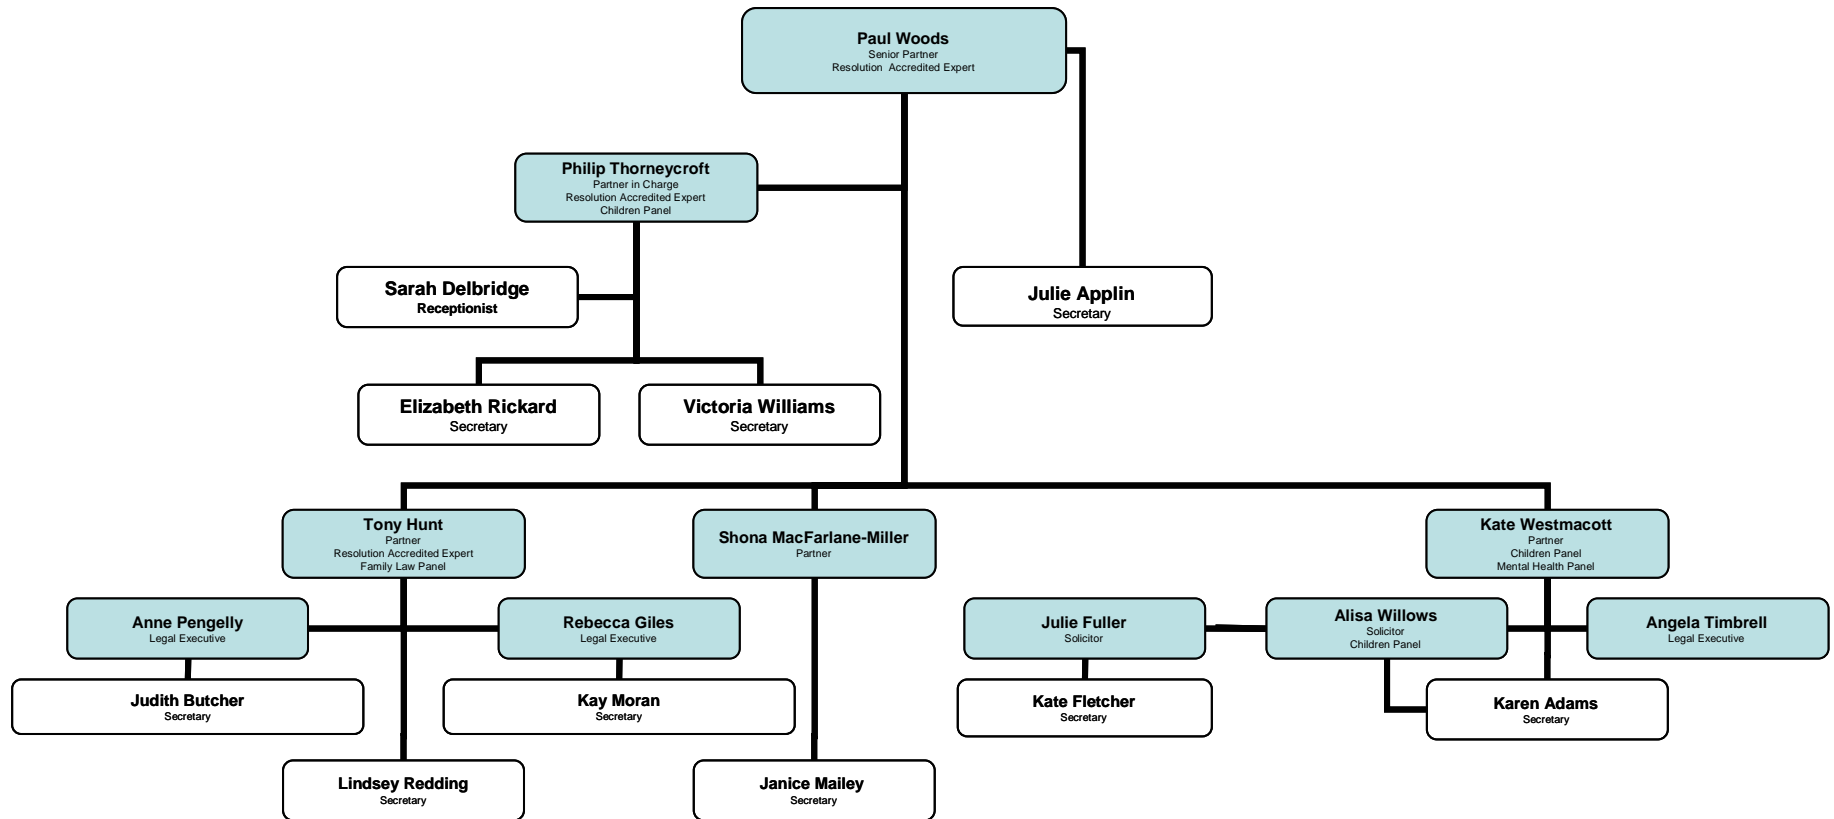 Paul Woods
Senior Partner
Resolution Accredited Expert
Philip Thorneycroft
Partner in Charge
Resolution Accredited Expert
Children Panel
Sarah Delbridge
Receptionist
Julie Applin
Secretary
Elizabeth Rickard
Secretary
Victoria Williams
Secretary
Tony Hunt
Partner
Resolution Accredited Expert
Family Law Panel
Shona MacFarlane-Miller
Partner
Kate Westmacott
Partner
Children Panel
Mental Health Panel
Anne Pengelly
Legal Executive
Rebecca Giles
Legal Executive
Julie Fuller
Solicitor
Alisa Willows
Solicitor
Children Panel
Angela Timbrell
Legal Executive
Judith Butcher
Secretary
Kay Moran
Secretary
Kate Fletcher
Secretary
Karen Adams
Secretary
Lindsey Redding
Secretary
Janice Mailey
Secretary